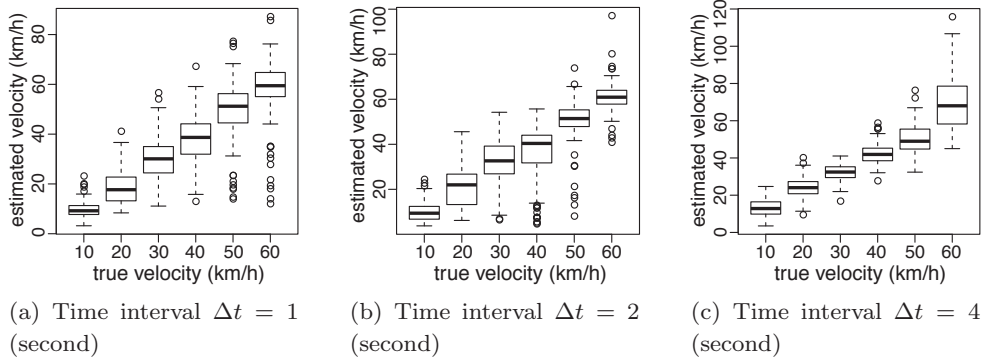 estimated velocity (km/h)
80
60
40
20
0
10 20 30 40 50 60
true velocity (km/h)
(a) Time interval Δt = 1
(second)
estimated velocity (km/h)
100
80
60
40
20
10 20 30 40 50 60
true velocity (km/h)
(b) Time interval Δt = 2
(second)
estimated velocity (km/h)
120
100
80
60
40
20
0
10 20 30 40 50 60
true velocity (km/h)
(c) Time interval Δt = 4
(second)